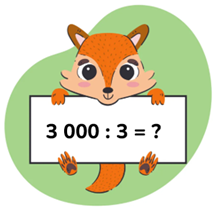 3 000 : 3 = ?